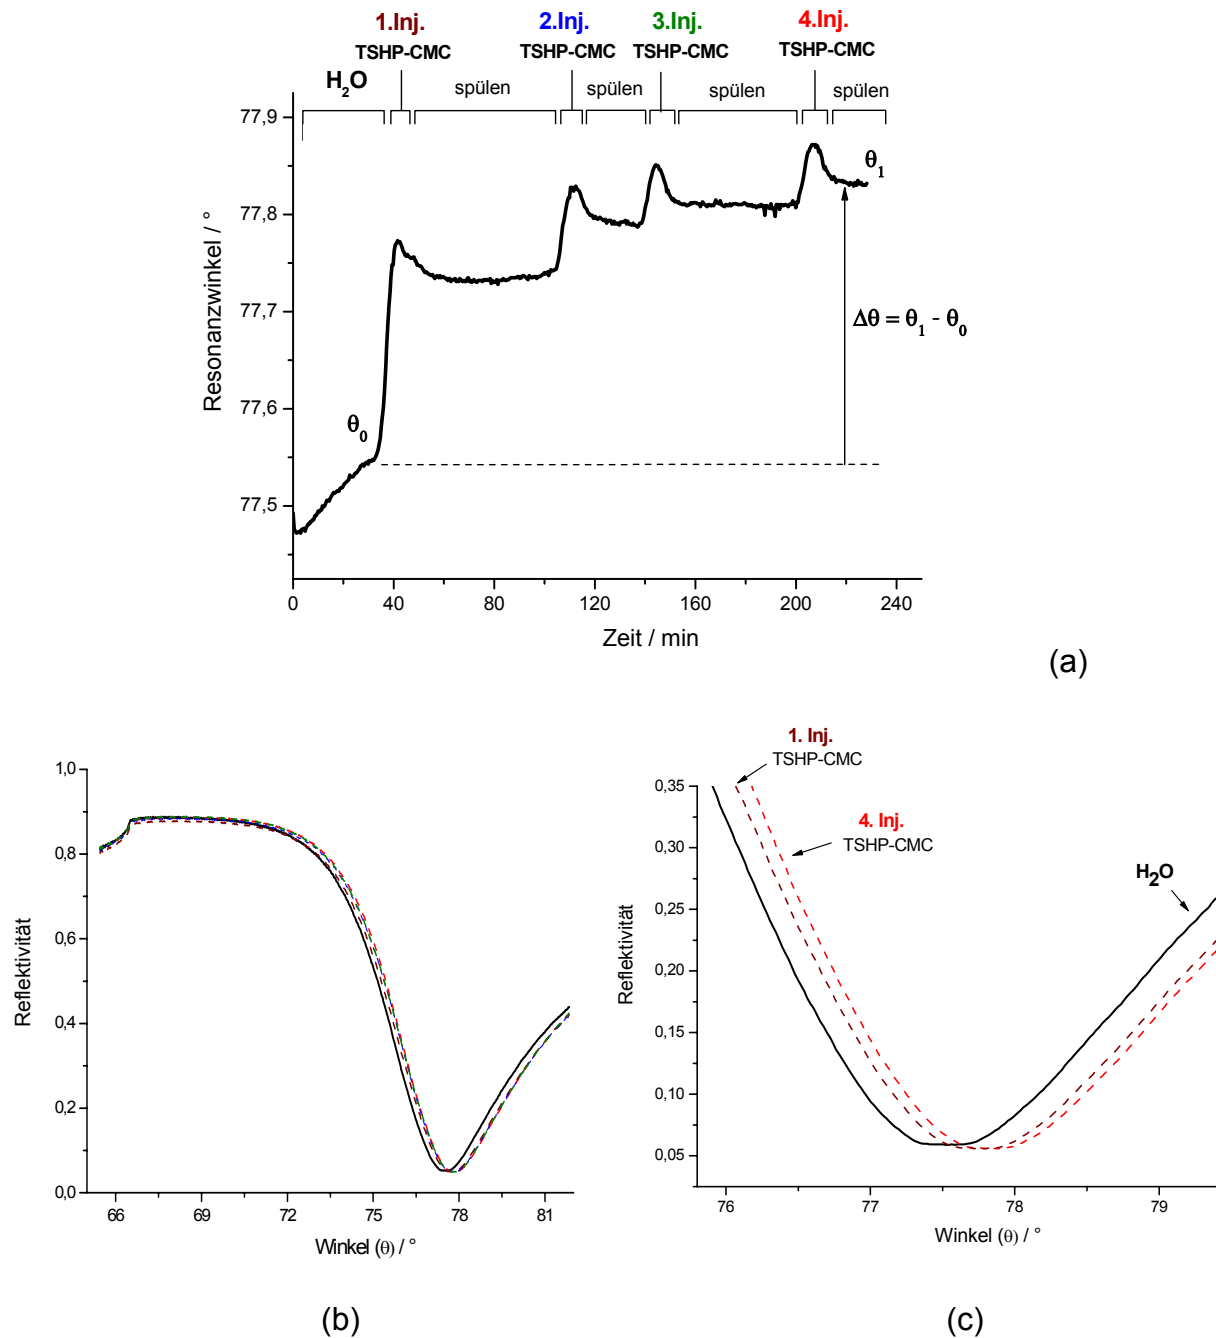 1.Inj. 2.Inj. 3.Inj. 4.Inj.
TSHP-CMC TSHP-CMC TSHP-CMC TSHP-CMC
H₂O spülen spülen spülen spülen
77,9
77,8
77,7
77,6
77,5
Resonanzwinkel / °
θ₁
Δθ = θ₁ - θ₀
θ₀
0 40 80 120 160 200 240
Zeit / min
(a)
1,0
0,8
0,6
0,4
0,2
0,0
Reflektivität
66 69 72 75 78 81
Winkel (θ) / °
(b)
1. Inj.
TSHP-CMC
4. Inj.
TSHP-CMC
H₂O
0,35
0,30
0,25
0,20
0,15
0,10
0,05
Reflektivität
76 77 78 79
Winkel (θ) / °
(c)